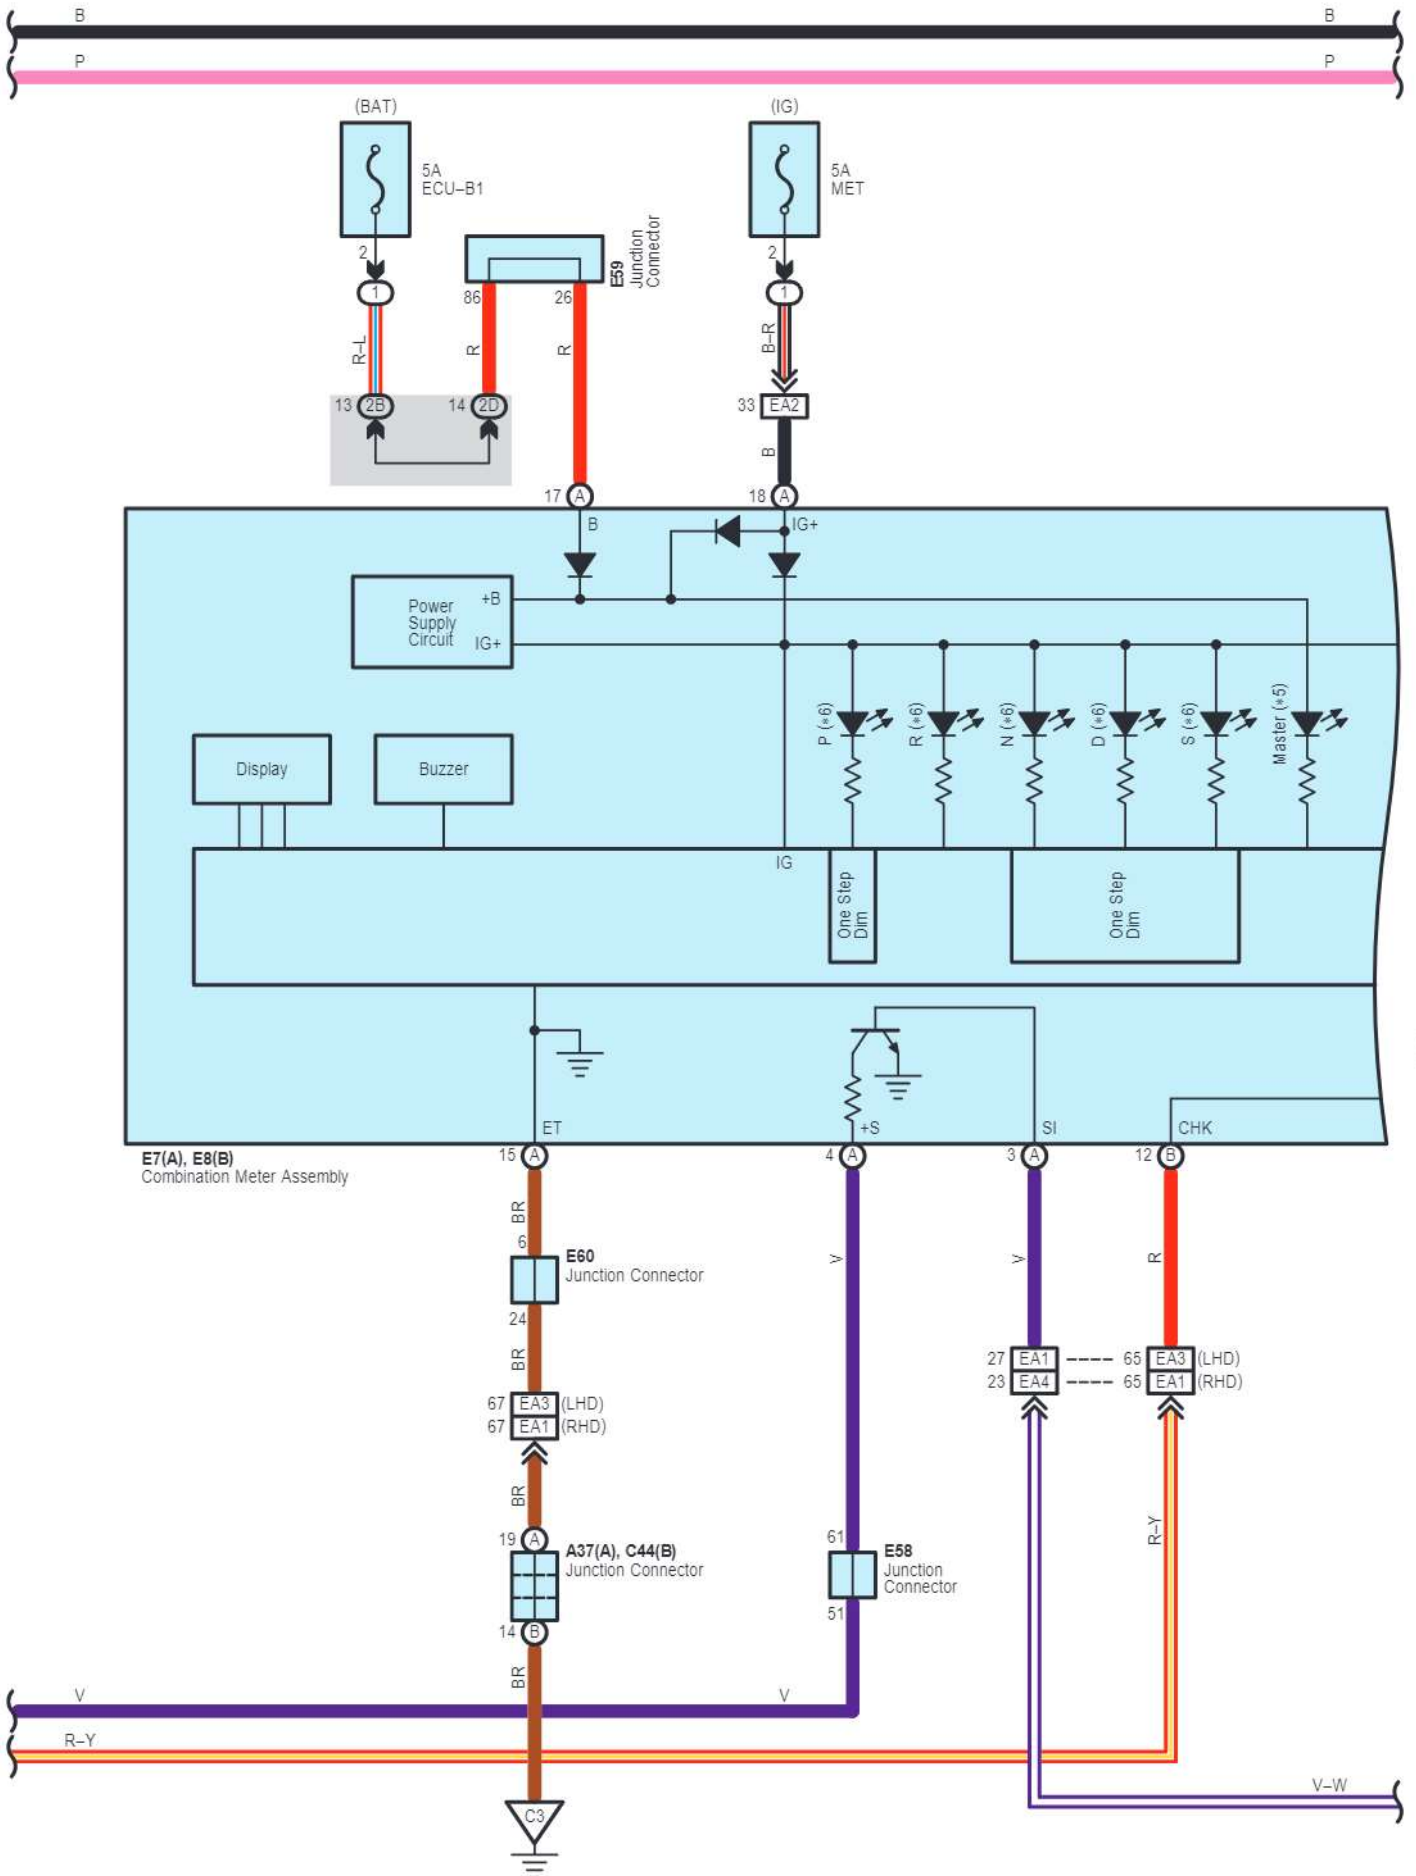 B B
P P
(BAT) (IG)
5A
ECU–B1
5A
MET
E59
Junction
Connector
2 2
1 1
86 26
R–L R R B–R
13 2B 14 2D 33 EA2
B
17 A 18 A
B IG+
Power
Supply
Circuit
+B
IG+
P (*6) R (*6) N (*6) D (*6) S (*6) Master (*5)
Display Buzzer
IG
One Step
Dim
One Step
Dim
ET +S SI CHK
E7(A), E8(B)
Combination Meter Assembly
15 A 4 A 3 A 12 B
BR V V R
6
E60
Junction Connector
24
BR
27 EA1 ---- 65 EA3 (LHD)
23 EA4 ---- 65 EA1 (RHD)
67 EA3 (LHD)
67 EA1 (RHD)
BR R–Y
19 A
A37(A), C44(B)
Junction Connector
61
E58
Junction
Connector
51
14 B
BR
V V
R–Y
V–W
C3